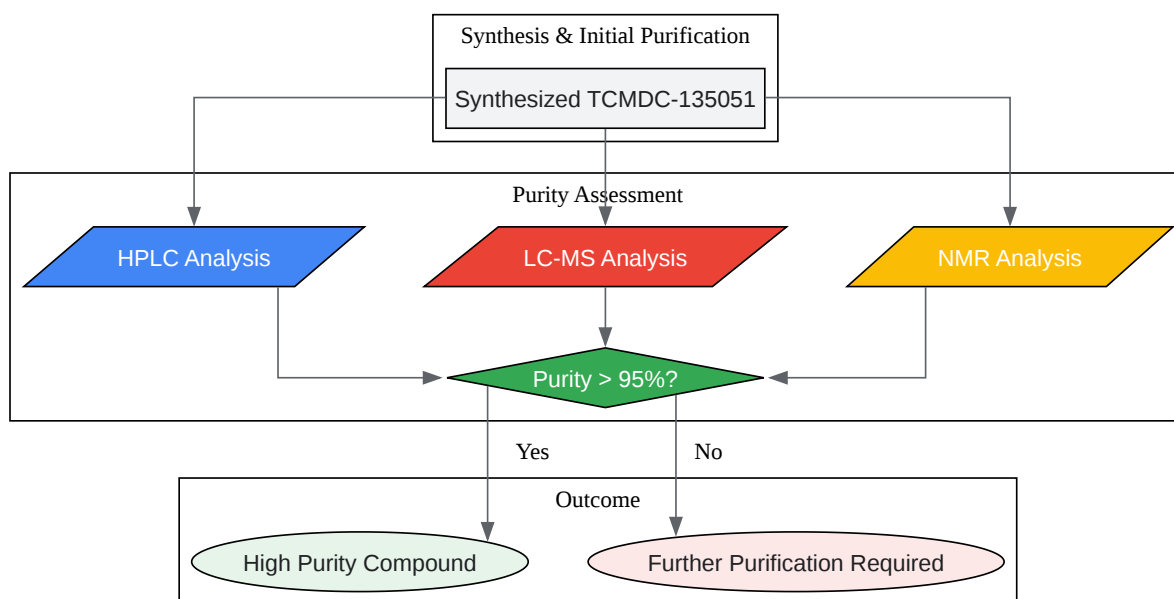 Synthesis & Initial Purification
Synthesized TCMDC-135051
Purity Assessment
HPLC Analysis
LC-MS Analysis
NMR Analysis
Purity > 95%?
Yes
No
Outcome
High Purity Compound
Further Purification Required